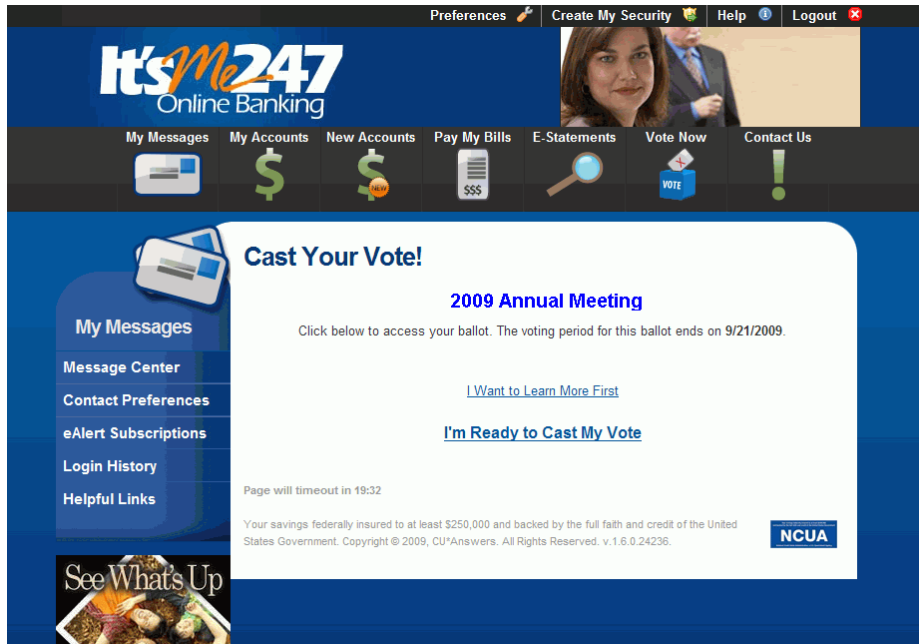 Preferences Create My Security Help Logout
It'sMe247
Online Banking
My Messages My Accounts New Accounts Pay My Bills E-Statements Vote Now Contact Us
NEW
$$$
VOTE
Cast Your Vote!
2009 Annual Meeting
Click below to access your ballot. The voting period for this ballot ends on 9/21/2009.
I Want to Learn More First
I'm Ready to Cast My Vote
My Messages
Message Center
Contact Preferences
eAlert Subscriptions
Login History
Helpful Links
Page will timeout in 19:32
Your savings federally insured to at least $250,000 and backed by the full faith and credit of the United
States Government. Copyright © 2009, CU*Answers. All Rights Reserved. v.1.6.0.24236.
NCUA
See What's Up